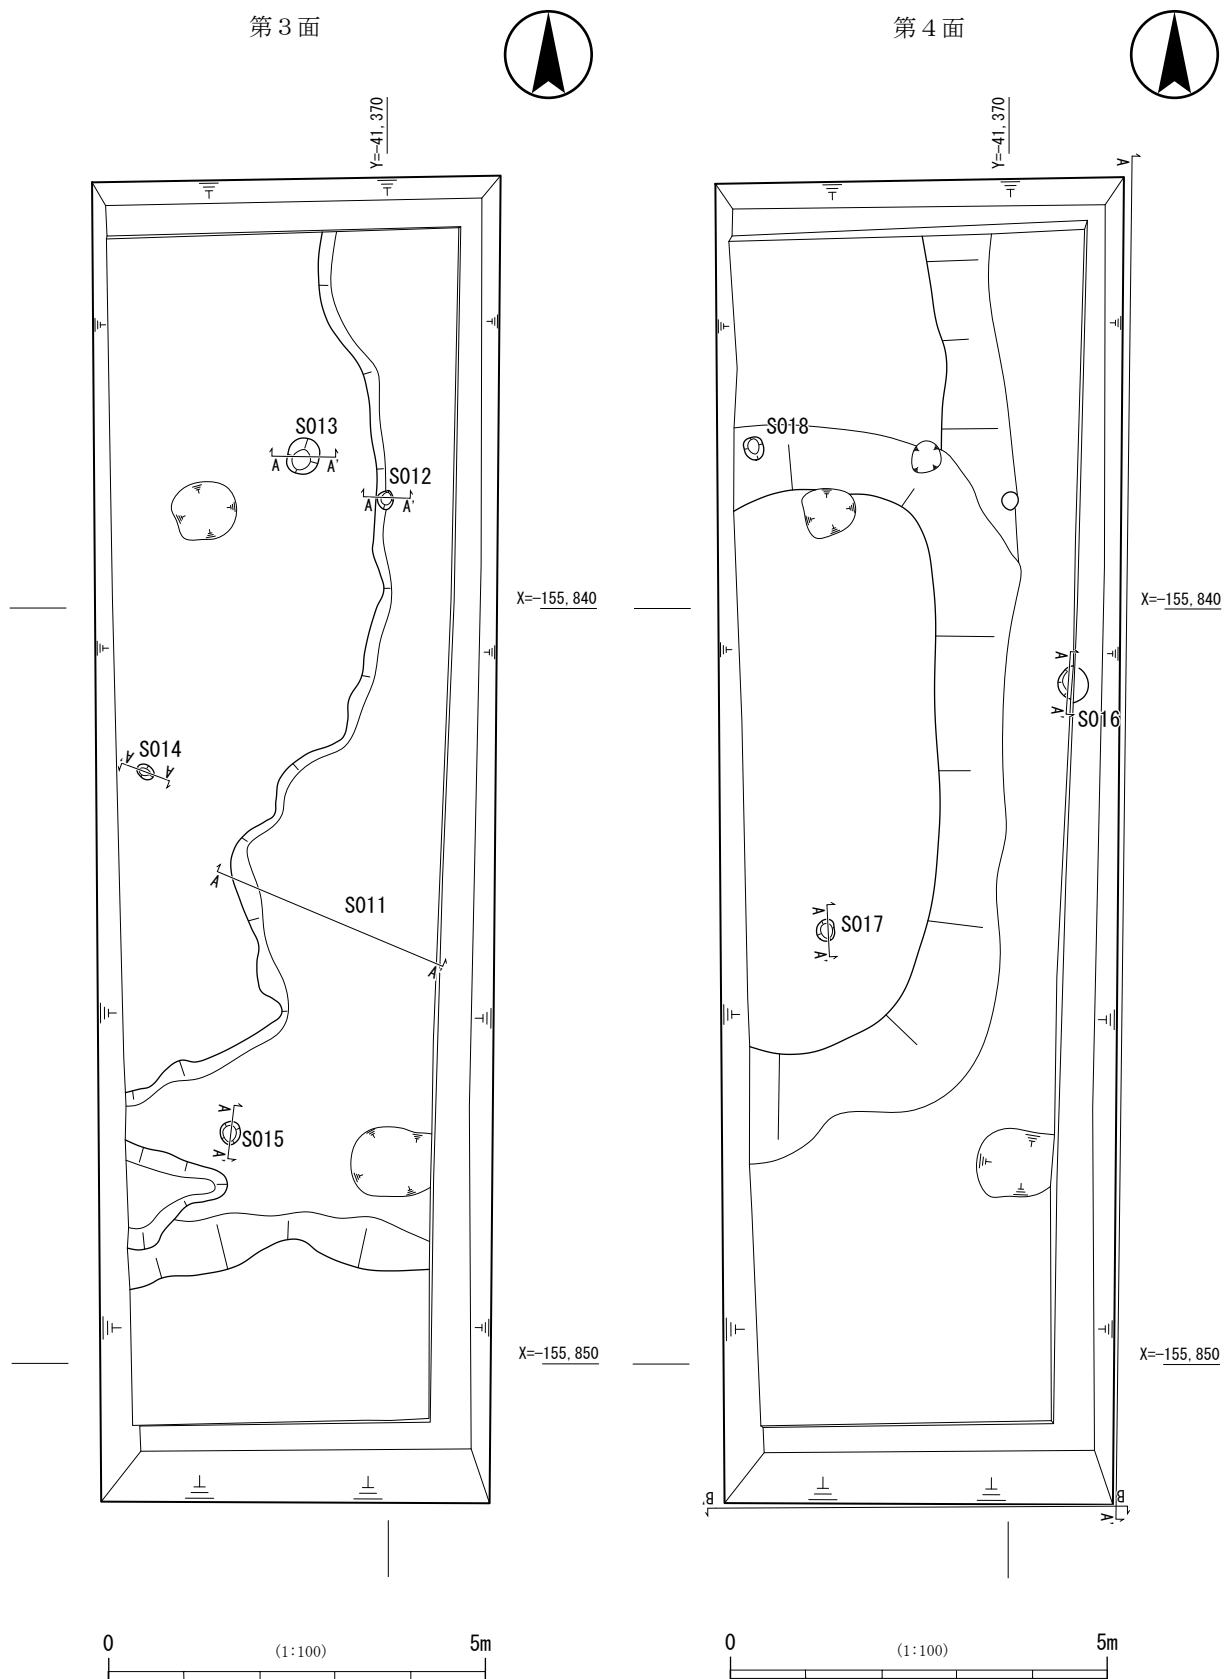 第3面
Y=-41,370
S013
A A'
S012
A A'
X=-155,840
S014
A' A
S011
A
A'
A
S015
A'
X=-155,850
0 (1:100) 5m
第4面
Y=-41,370
A
S018
X=-155,840
A
A'
S016
A
S017
A'
X=-155,850
B' B
A'
0 (1:100) 5m